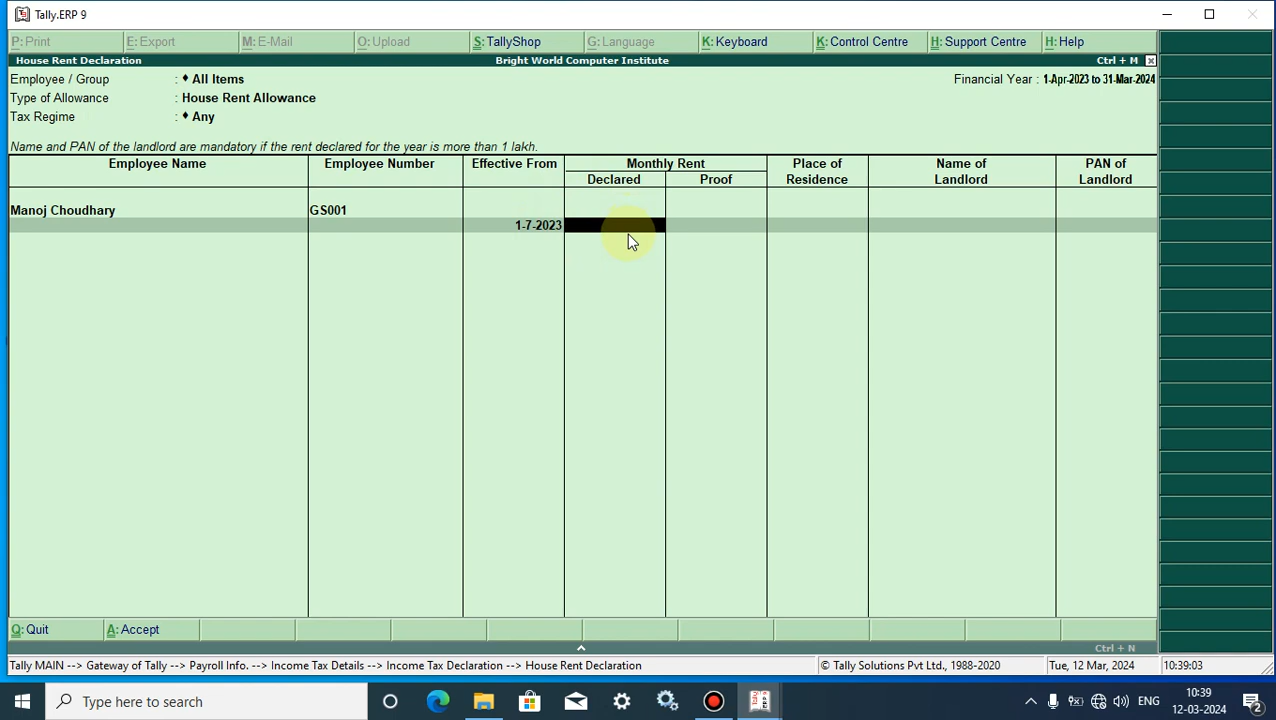 Tally.ERP 9
P: Print E: Export M: E-Mail O: Upload S: TallyShop G: Language K: Keyboard K: Control Centre H: Support Centre H: Help
House Rent Declaration Bright World Computer Institute Ctrl + M
Employee / Group : ♦ All Items Financial Year : 1-Apr-2023 to 31-Mar-2024
Type of Allowance : House Rent Allowance
Tax Regime : ♦ Any
Name and PAN of the landlord are mandatory if the rent declared for the year is more than 1 lakh.
Employee Name Employee Number Effective From Monthly Rent Place of Name of PAN of
Declared Proof Residence Landlord Landlord
Manoj Choudhary GS001
1-7-2023
Q: Quit A: Accept
Ctrl + N
Tally MAIN --> Gateway of Tally --> Payroll Info. --> Income Tax Details --> Income Tax Declaration --> House Rent Declaration © Tally Solutions Pvt Ltd., 1988-2020 Tue, 12 Mar, 2024 10:39:03
Type here to search ENG 10:39
12-03-2024 2